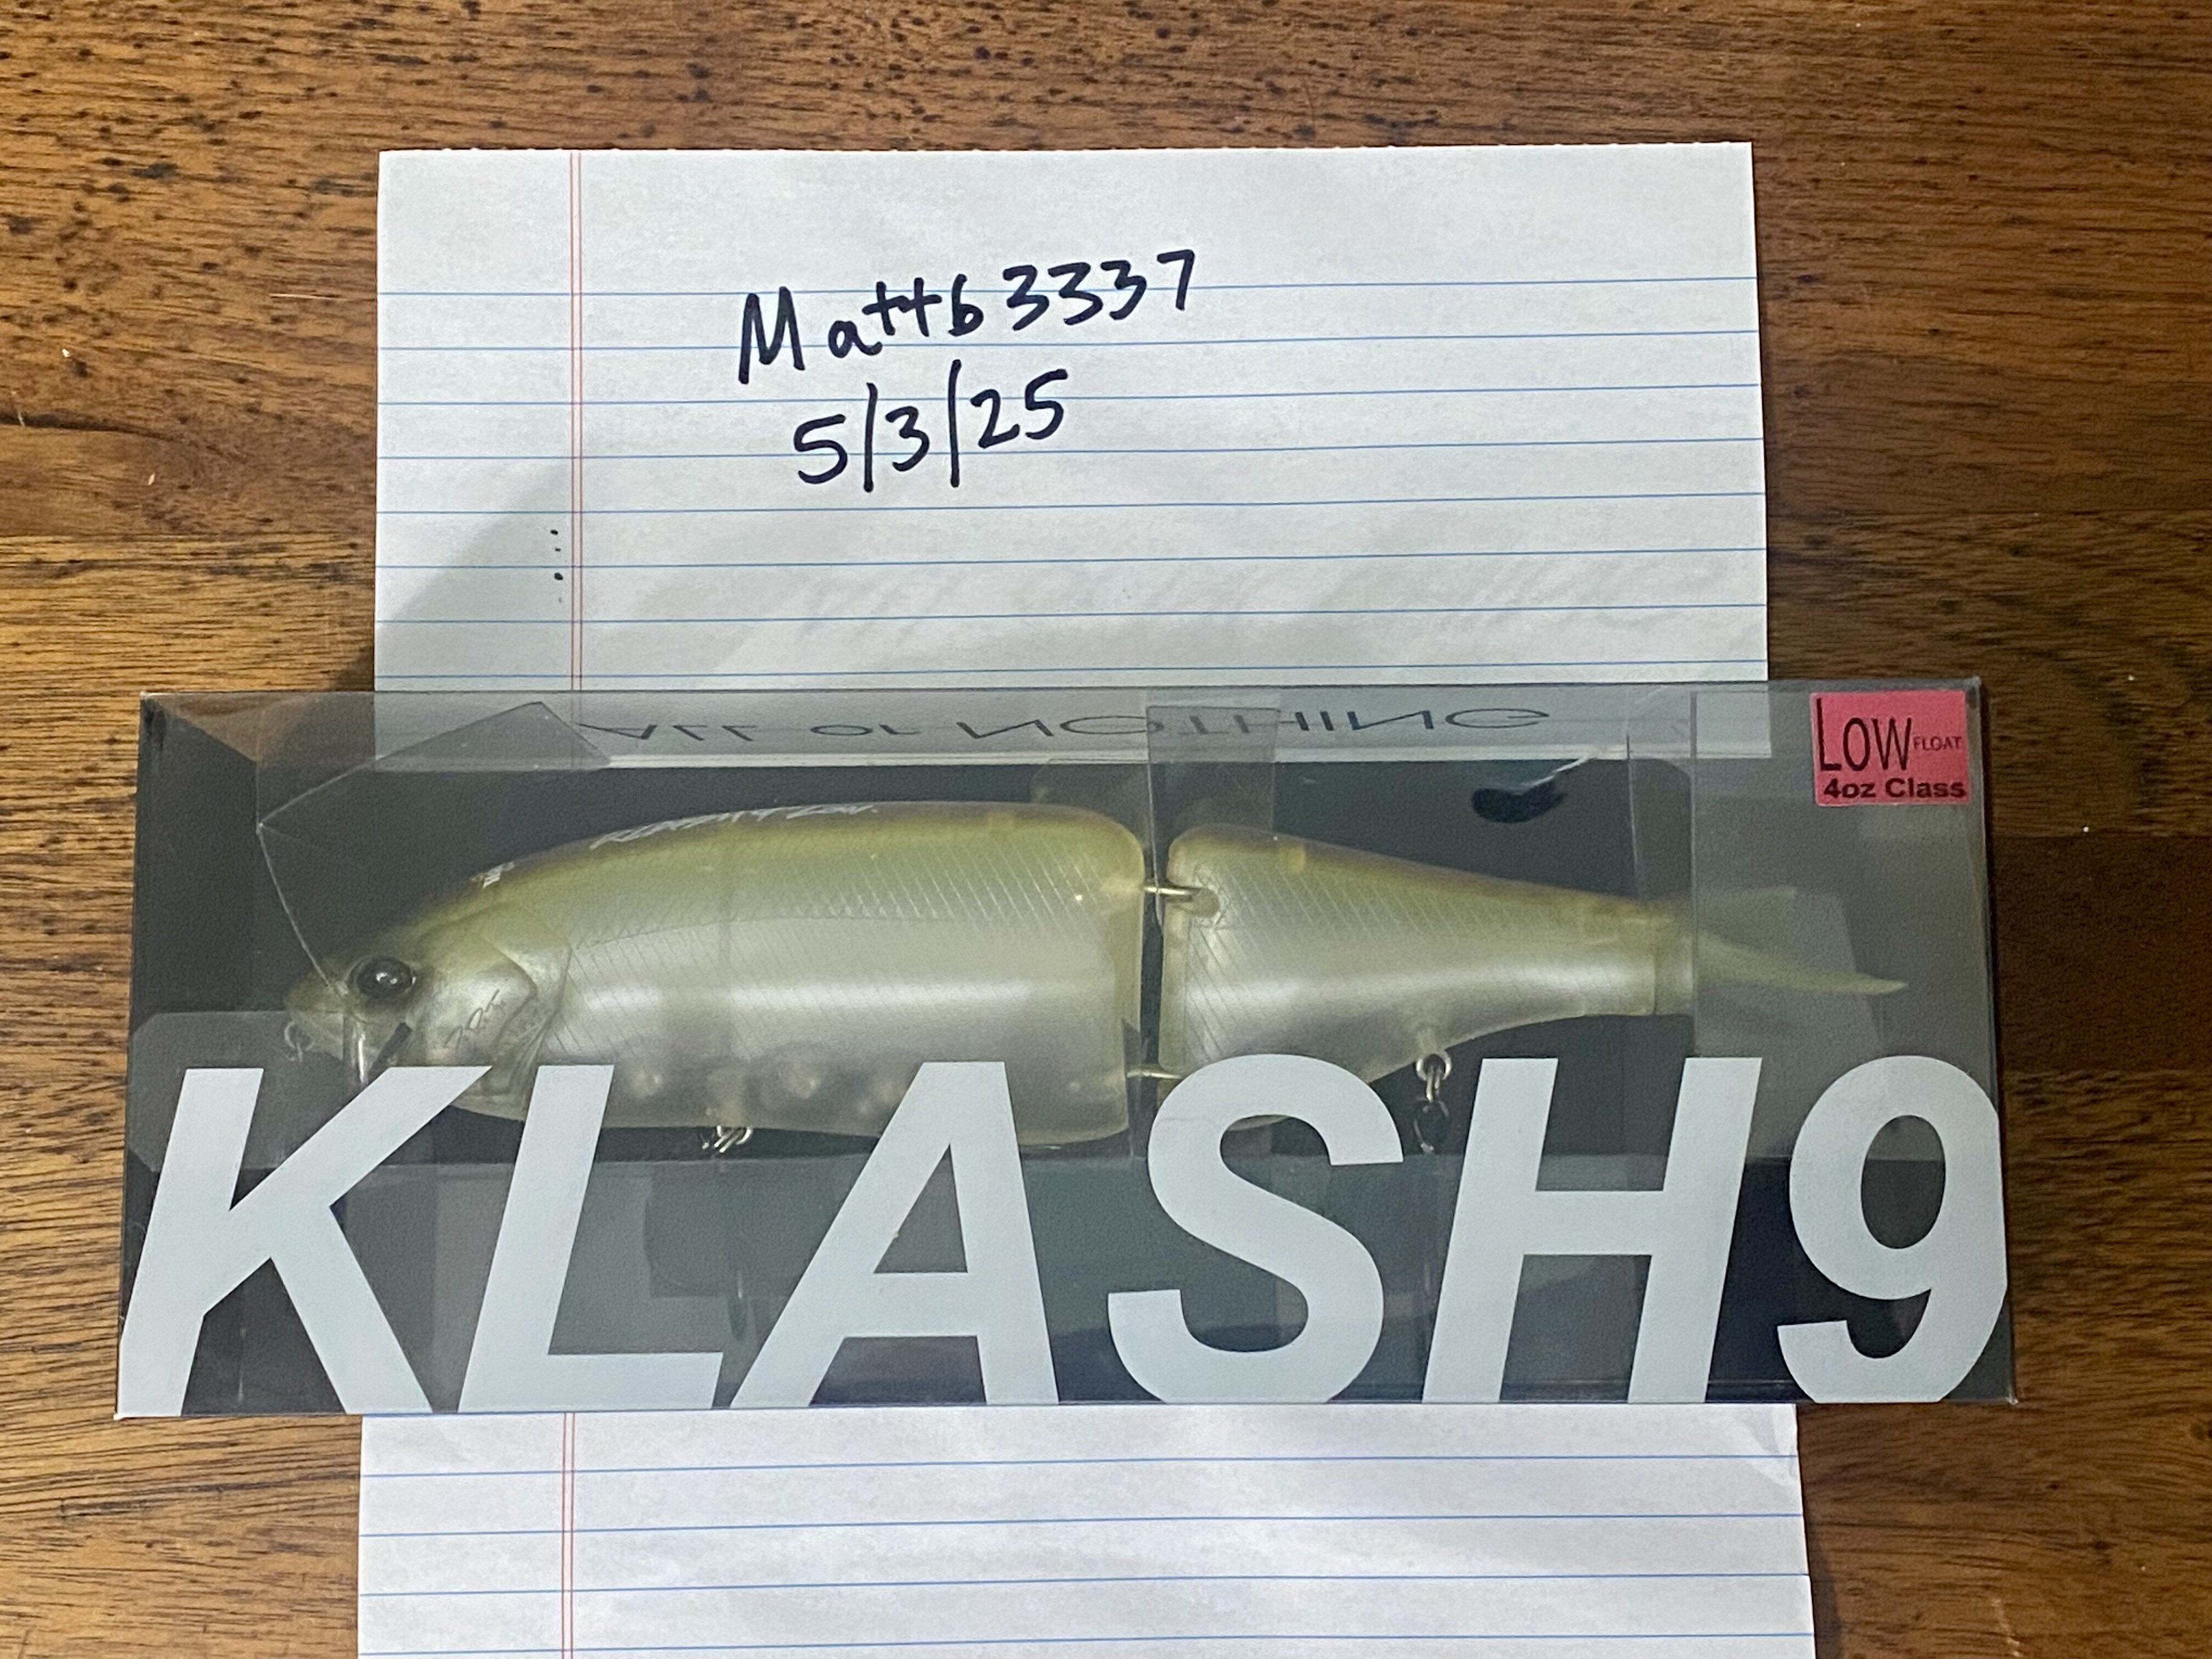 Matt63337
5/3/25
ALL or NOTHING
LOW FLOAT
4oz Class
KLASH9